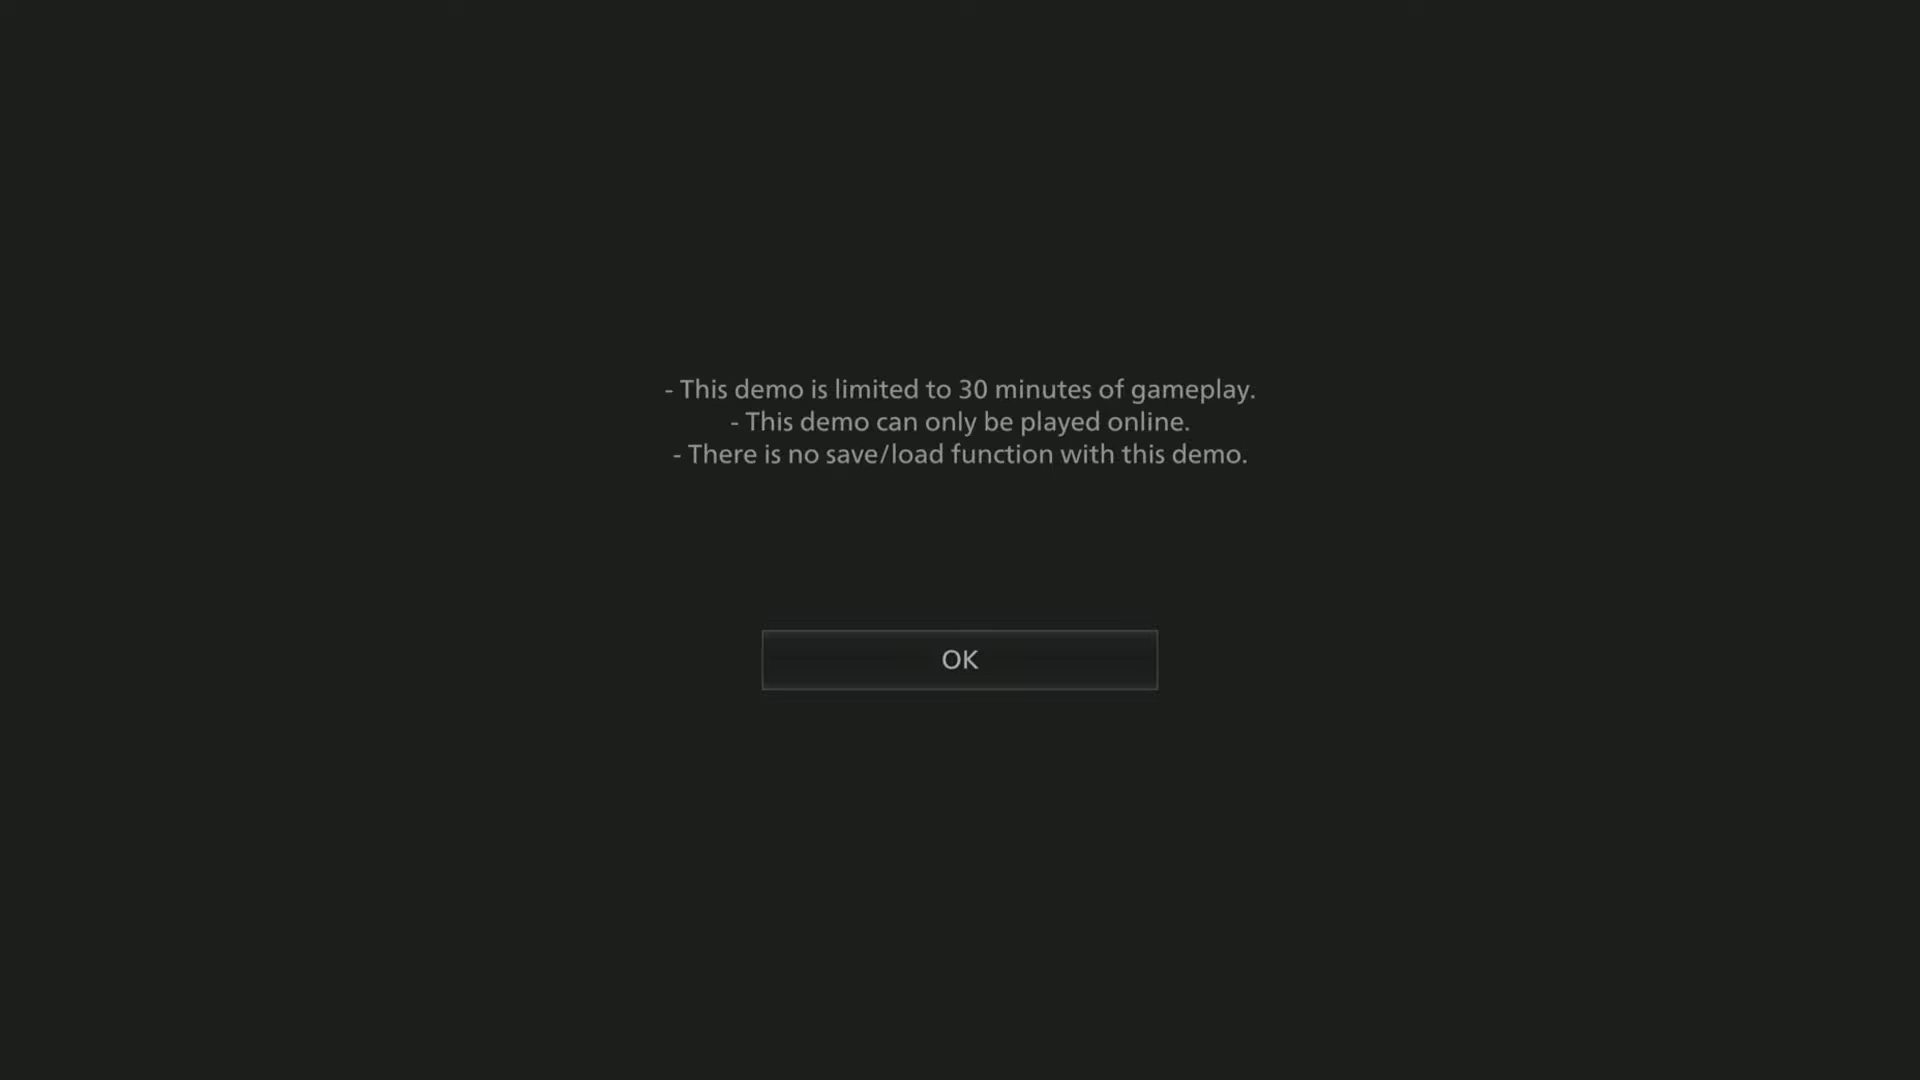 - This demo is limited to 30 minutes of gameplay.
- This demo can only be played online.
- There is no save/load function with this demo.
OK